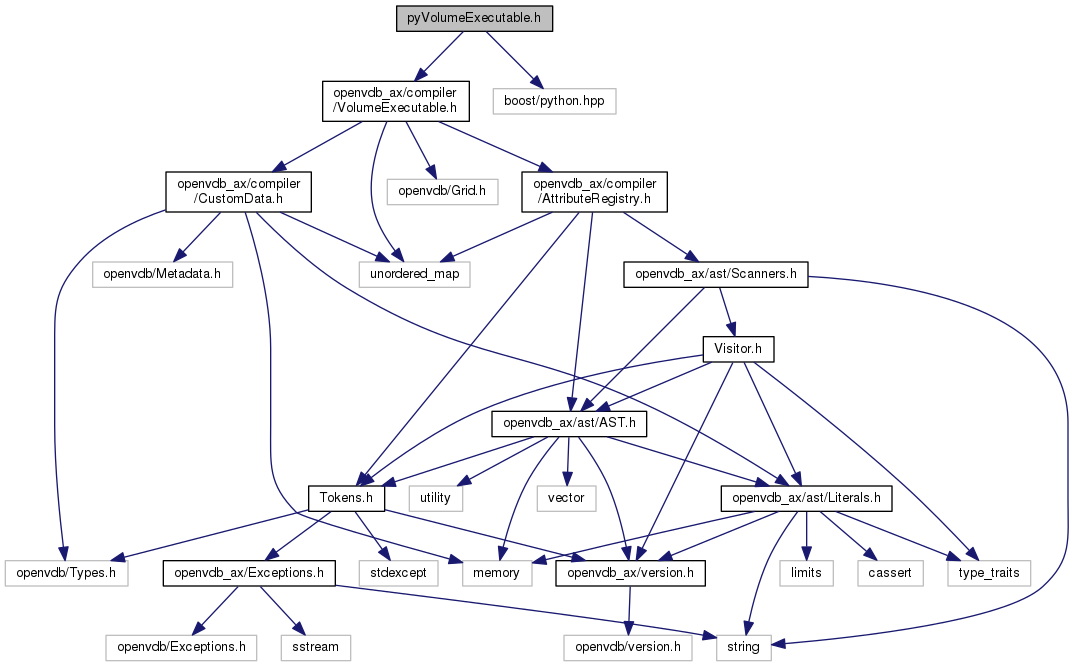 pyVolumeExecutable.h
openvdb_ax/compiler
/VolumeExecutable.h
boost/python.hpp
openvdb_ax/compiler
/CustomData.h
openvdb/Grid.h
openvdb_ax/compiler
/AttributeRegistry.h
openvdb/Metadata.h
unordered_map
openvdb_ax/ast/Scanners.h
Visitor.h
openvdb_ax/ast/AST.h
Tokens.h
utility
vector
openvdb_ax/ast/Literals.h
openvdb/Types.h
openvdb_ax/Exceptions.h
stdexcept
memory
openvdb_ax/version.h
limits
cassert
type_traits
openvdb/Exceptions.h
sstream
openvdb/version.h
string